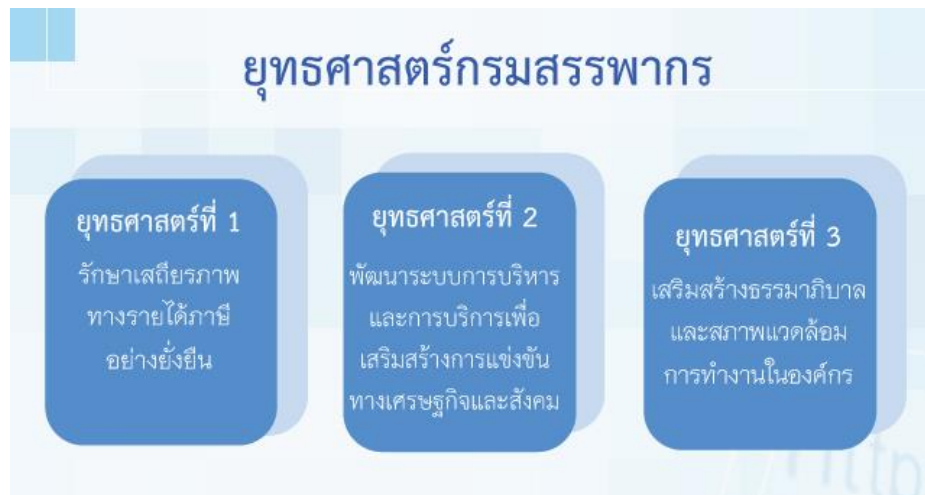 ยุทธศาสตร์กรมสรรพากร
ยุทธศาสตร์ที่ 1
รักษาเสถียรภาพ
ทางรายได้ภาษี
อย่างยั่งยืน
ยุทธศาสตร์ที่ 2
พัฒนาระบบการบริหาร
และการบริการเพื่อ
เสริมสร้างการแข่งขัน
ทางเศรษฐกิจและสังคม
ยุทธศาสตร์ที่ 3
เสริมสร้างธรรมาภิบาล
และสภาพแวดล้อม
การทำงานในองค์กร
http